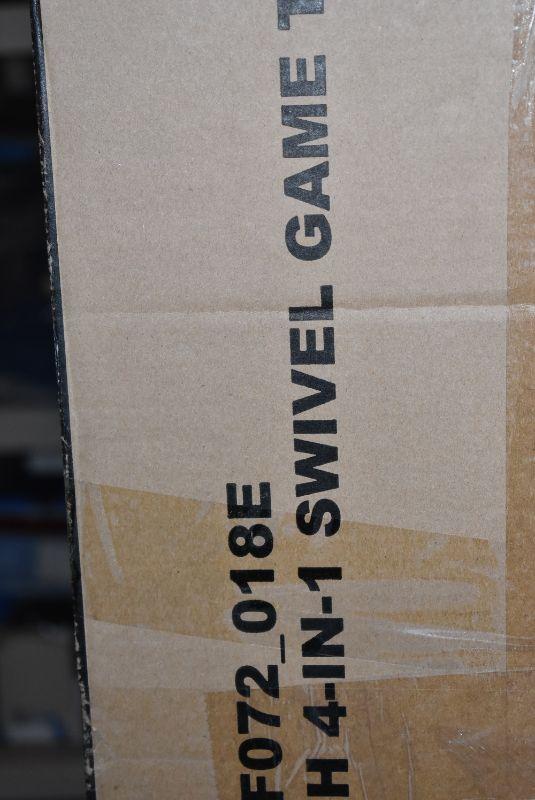 F072_018E
H 4-IN-1 SWIVEL GAME T